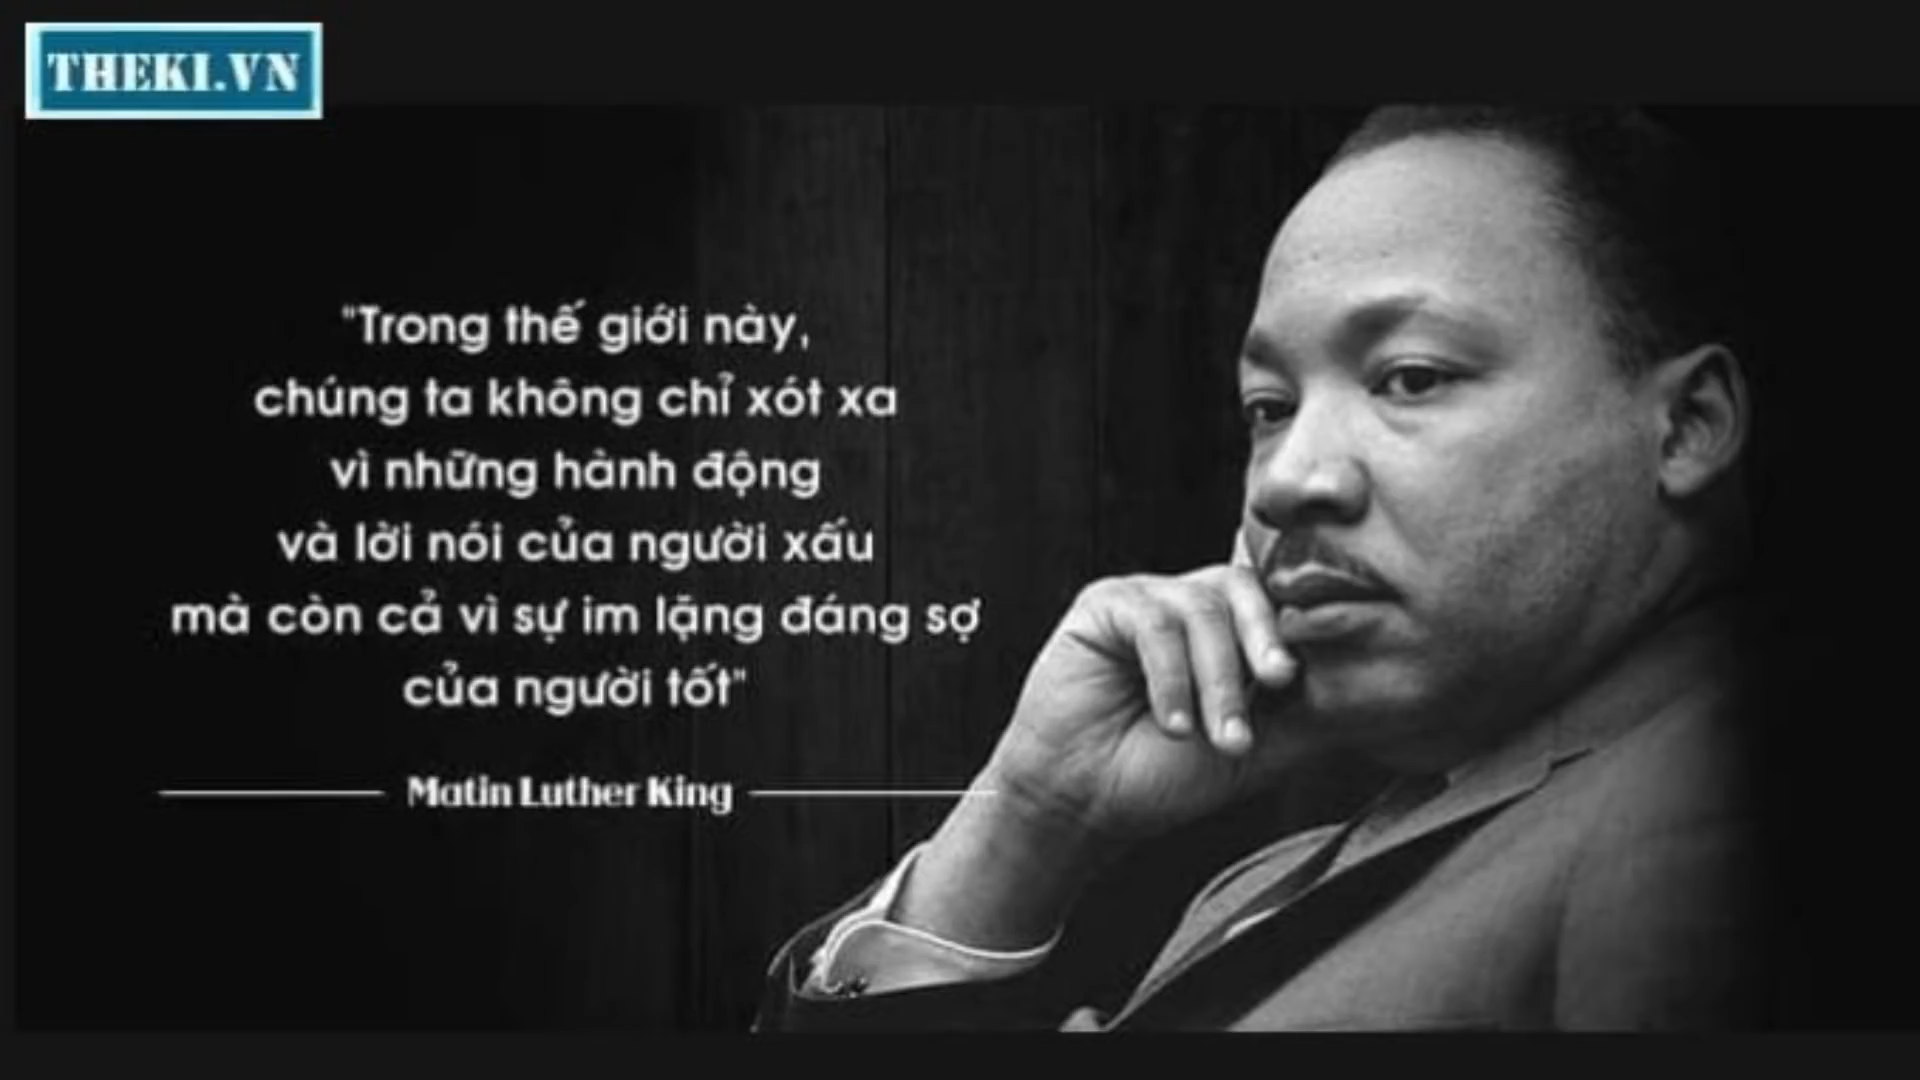 THEKI.VN
"Trong thế giới này,
chúng ta không chỉ xót xa
vì những hành động
và lời nói của người xấu
mà còn cả vì sự im lặng đáng sợ
của người tốt"
Matin Luther King